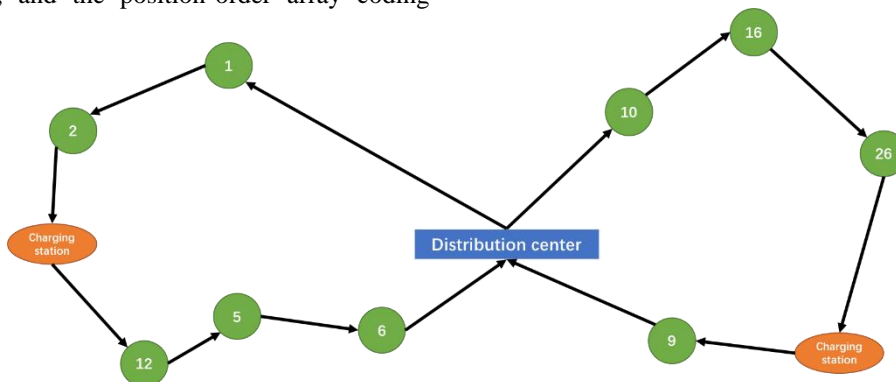 and the position-order array coding
16
1
10
2
26
Charging
station
Distribution center
5
6
9
12
Charging
station